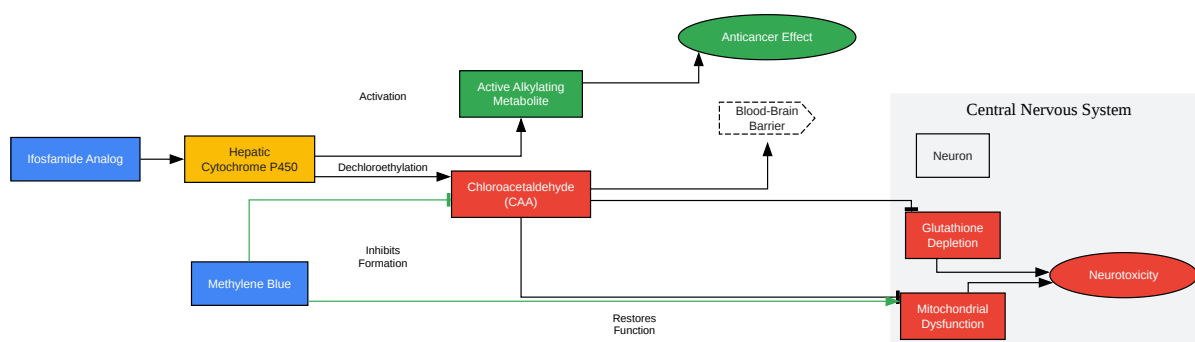 Anticancer Effect
Active Alkylating
Metabolite
Activation
Blood-Brain
Barrier
Central Nervous System
Ifosfamide Analog
Hepatic
Cytochrome P450
Neuron
Dechloroethylation
Chloroacetaldehyde
(CAA)
Glutathione
Depletion
Inhibits
Formation
Methylene Blue
Neurotoxicity
Restores
Function
Mitochondrial
Dysfunction